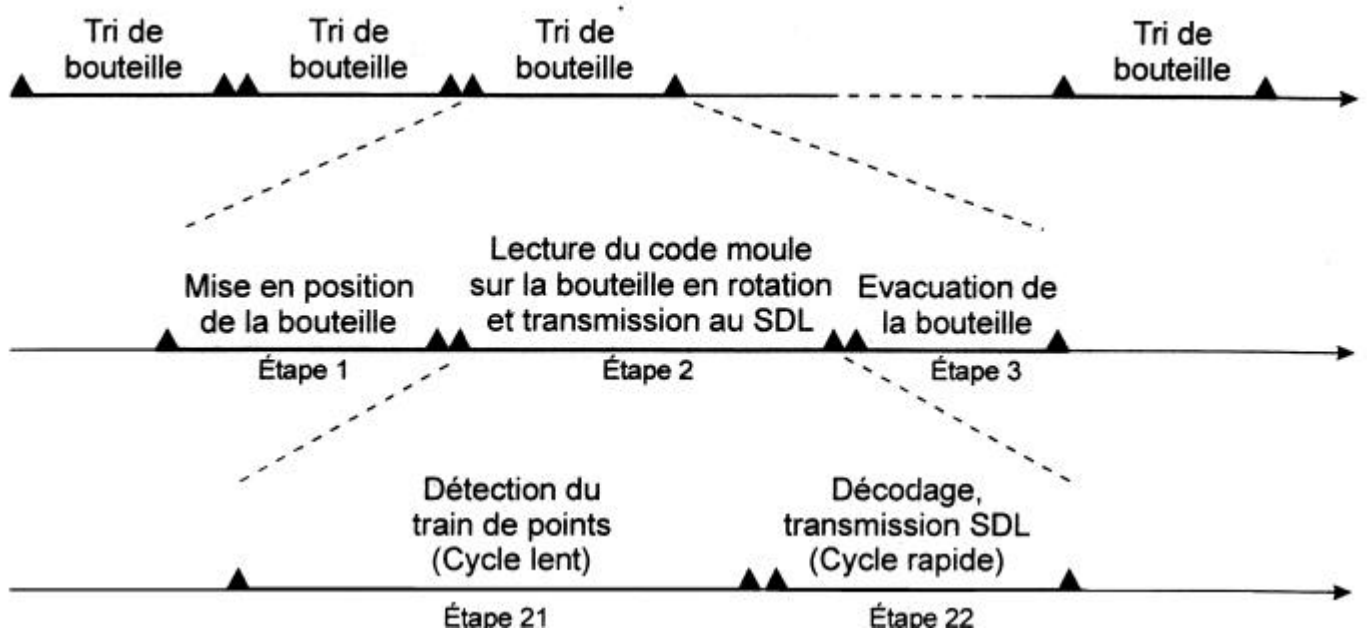 Tri de
bouteille
Tri de
bouteille
Tri de
bouteille
Tri de
bouteille
Mise en position
de la bouteille
Lecture du code moule
sur la bouteille en rotation
et transmission au SDL
Evacuation de
la bouteille
Étape 1
Étape 2
Étape 3
Détection du
train de points
(Cycle lent)
Décodage,
transmission SDL
(Cycle rapide)
Étape 21
Étape 22